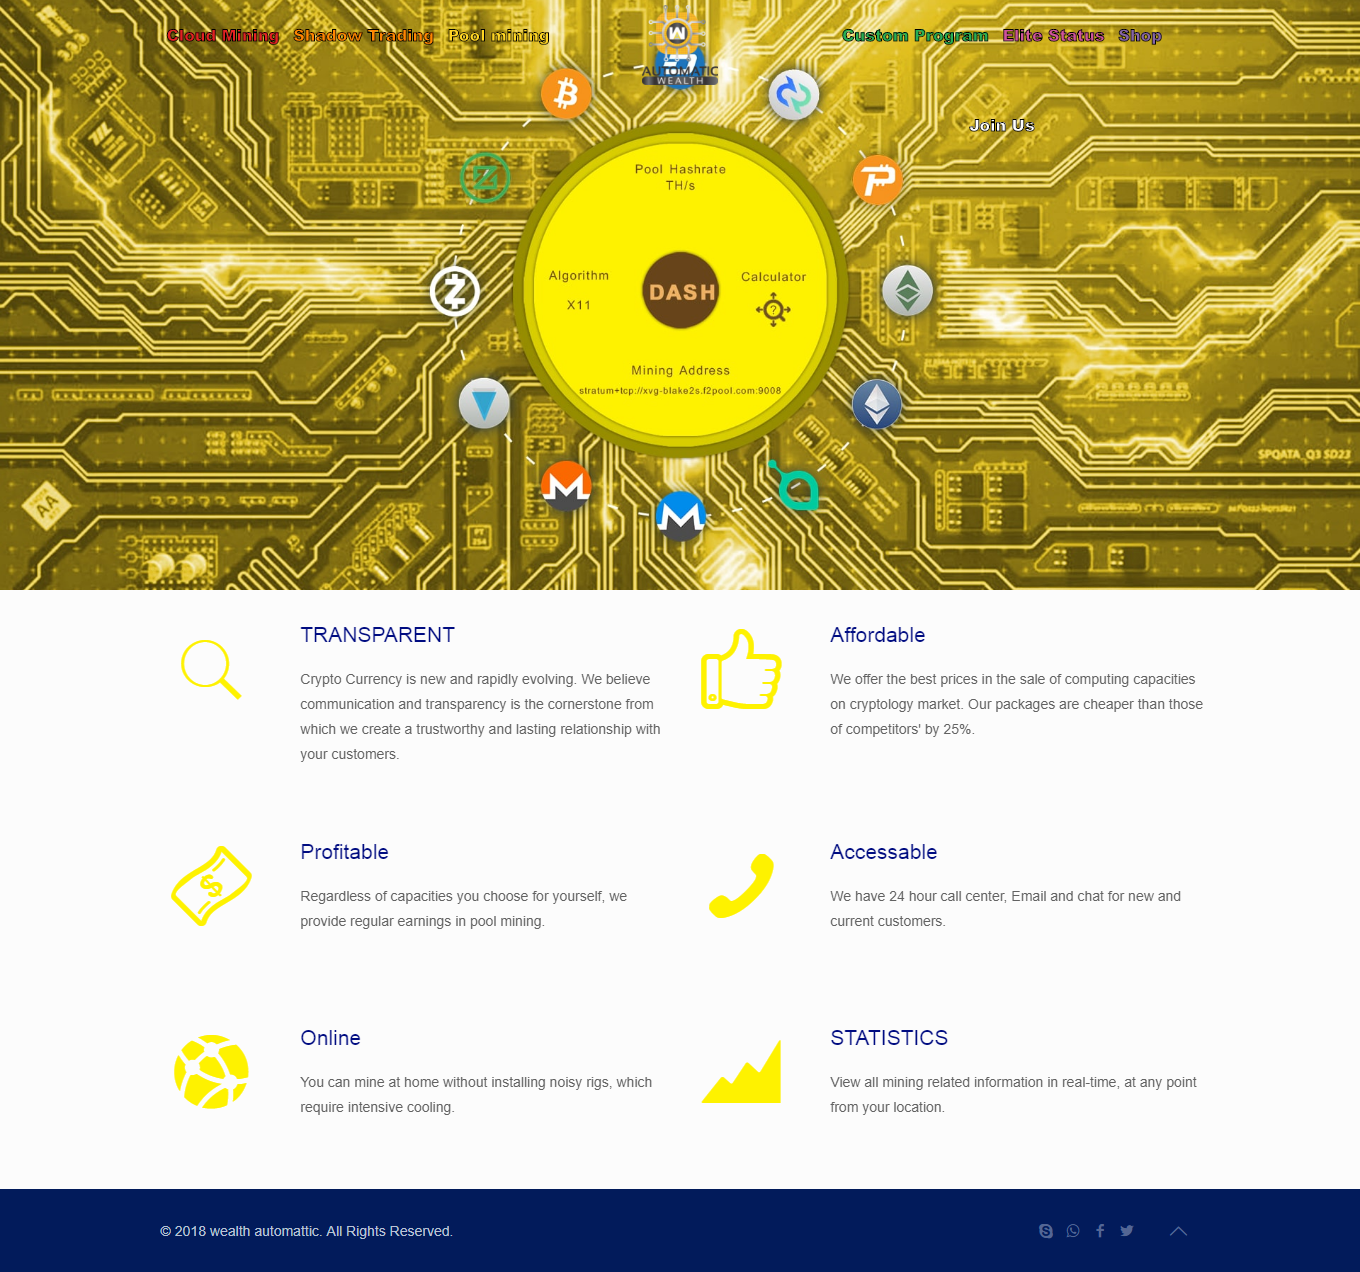 Cloud Mining Shadow Trading Pool mining
AUTOMATIC
WEALTH
Custom Program Elite Status Shop
Join Us
Pool Hashrate
TH/s
Algorithm
X11
DASH
Calculator
Mining Address
stratum+tcp://xvg-blake2s.f2pool.com:9008
SPQATA_Q3 SD23
AA
TRANSPARENT
Crypto Currency is new and rapidly evolving. We believe
communication and transparency is the cornerstone from
which we create a trustworthy and lasting relationship with
your customers.
Affordable
We offer the best prices in the sale of computing capacities
on cryptology market. Our packages are cheaper than those
of competitors' by 25%.
Profitable
Regardless of capacities you choose for yourself, we
provide regular earnings in pool mining.
Accessable
We have 24 hour call center, Email and chat for new and
current customers.
Online
You can mine at home without installing noisy rigs, which
require intensive cooling.
STATISTICS
View all mining related information in real-time, at any point
from your location.
© 2018 wealth automattic. All Rights Reserved.